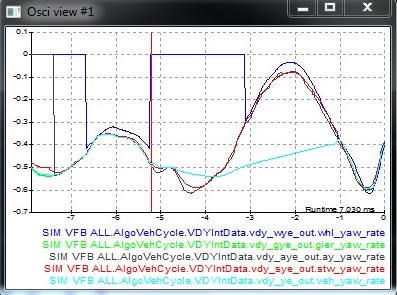 Osci view #1
0.1
0
-0.1
-0.2
-0.3
-0.4
-0.5
-0.6
-0.7
-7 -6 -5 -4 -3 -2 -1 0
Runtime 7.030 ms
SIM VFB ALL.AlgoVehCycle.VDYIntData.vdy_wye_out.whl_yaw_rate
SIM VFB ALL.AlgoVehCycle.VDYIntData.vdy_gye_out.gier_yaw_rate
SIM VFB ALL.AlgoVehCycle.VDYIntData.vdy_aye_out.ay_yaw_rate
SIM VFB ALL.AlgoVehCycle.VDYIntData.vdy_sye_out.stw_yaw_rate
SIM VFB ALL.AlgoVehCycle.VDYIntData.vdy_ye_out.veh_yaw_rate